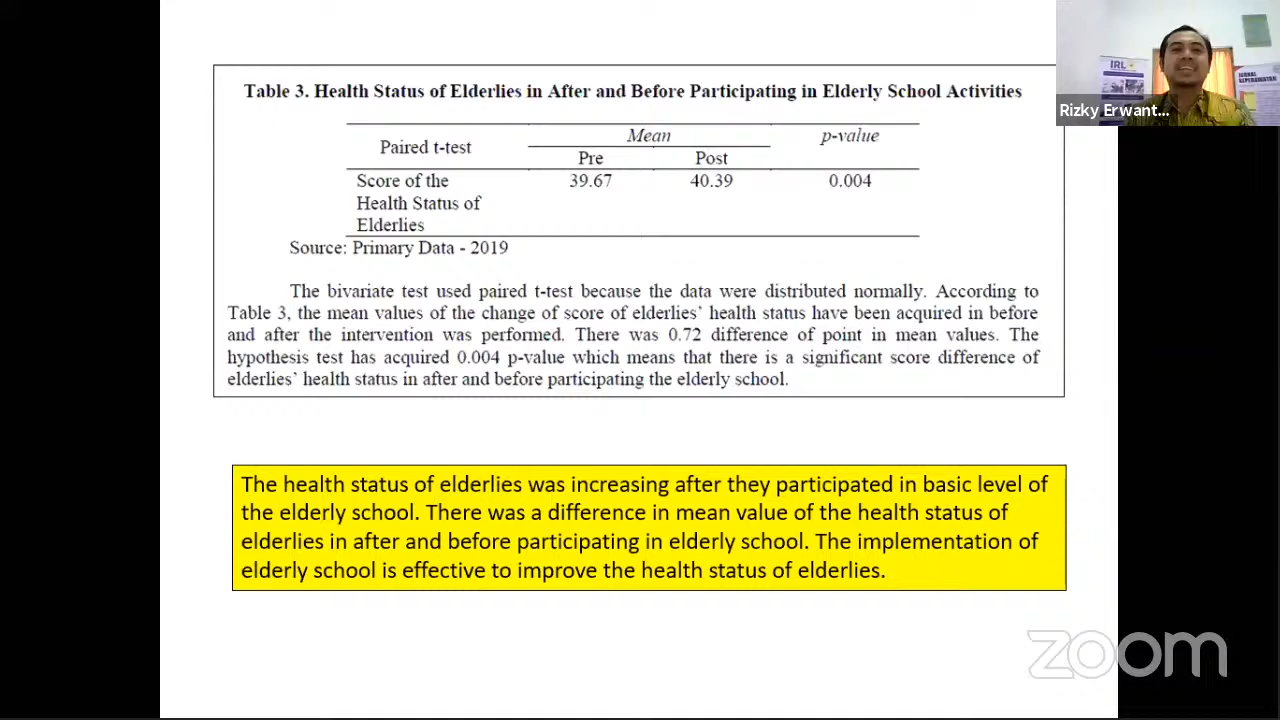 Table 3. Health Status of Elderlies in After and Before Participating in Elderly School Activities
Paired t-test
Mean
p-value
Pre
Post
Score of the
Health Status of
Elderlies
39.67
40.39
0.004
Source: Primary Data - 2019
The bivariate test used paired t-test because the data were distributed normally. According to
Table 3, the mean values of the change of score of elderlies' health status have been acquired in before
and after the intervention was performed. There was 0.72 difference of point in mean values. The
hypothesis test has acquired 0.004 p-value which means that there is a significant score difference of
elderlies' health status in after and before participating the elderly school.
The health status of elderlies was increasing after they participated in basic level of
the elderly school. There was a difference in mean value of the health status of
elderlies in after and before participating in elderly school. The implementation of
elderly school is effective to improve the health status of elderlies.
IRL
JURNAL
KEPERAWATAN
Rizky Erwant...
zoom